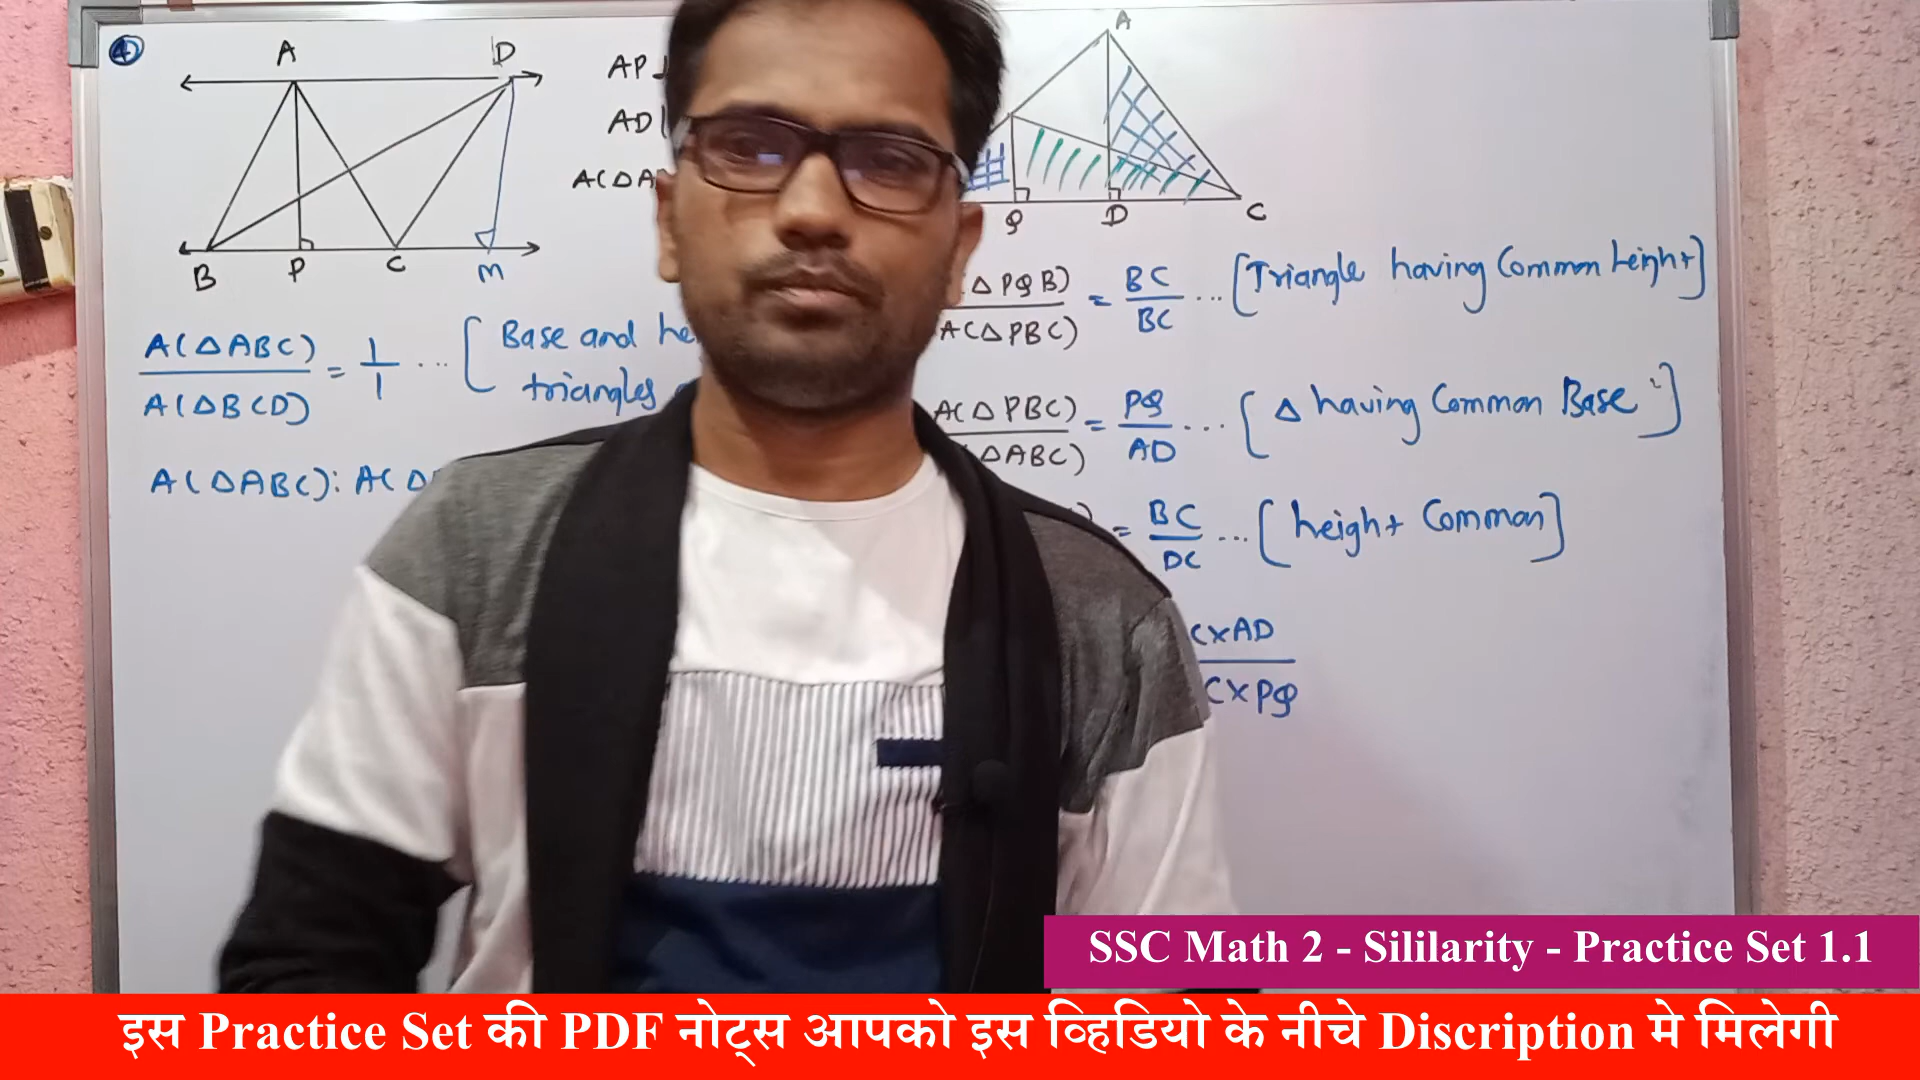 4
A D
AP ⊥
AD |
A(ΔA
B P C M
A
Q D C
A(ΔABC) / A(ΔBCD) = 1/1 ... [ Base and he
triangles
A(ΔABC) : A(Δ
ΔPQB) / A(ΔPBC) = BC/BC ... [Triangle having Common height]
A(ΔPBC) / ΔABC) = PQ/AD ... [ Δ having Common Base ]
) = BC/DC ... [ height Common]
C×AD
C×PQ
SSC Math 2 - Sililarity - Practice Set 1.1
इस Practice Set की PDF नोट्स आपको इस व्हिडियो के नीचे Discription मे मिलेगी